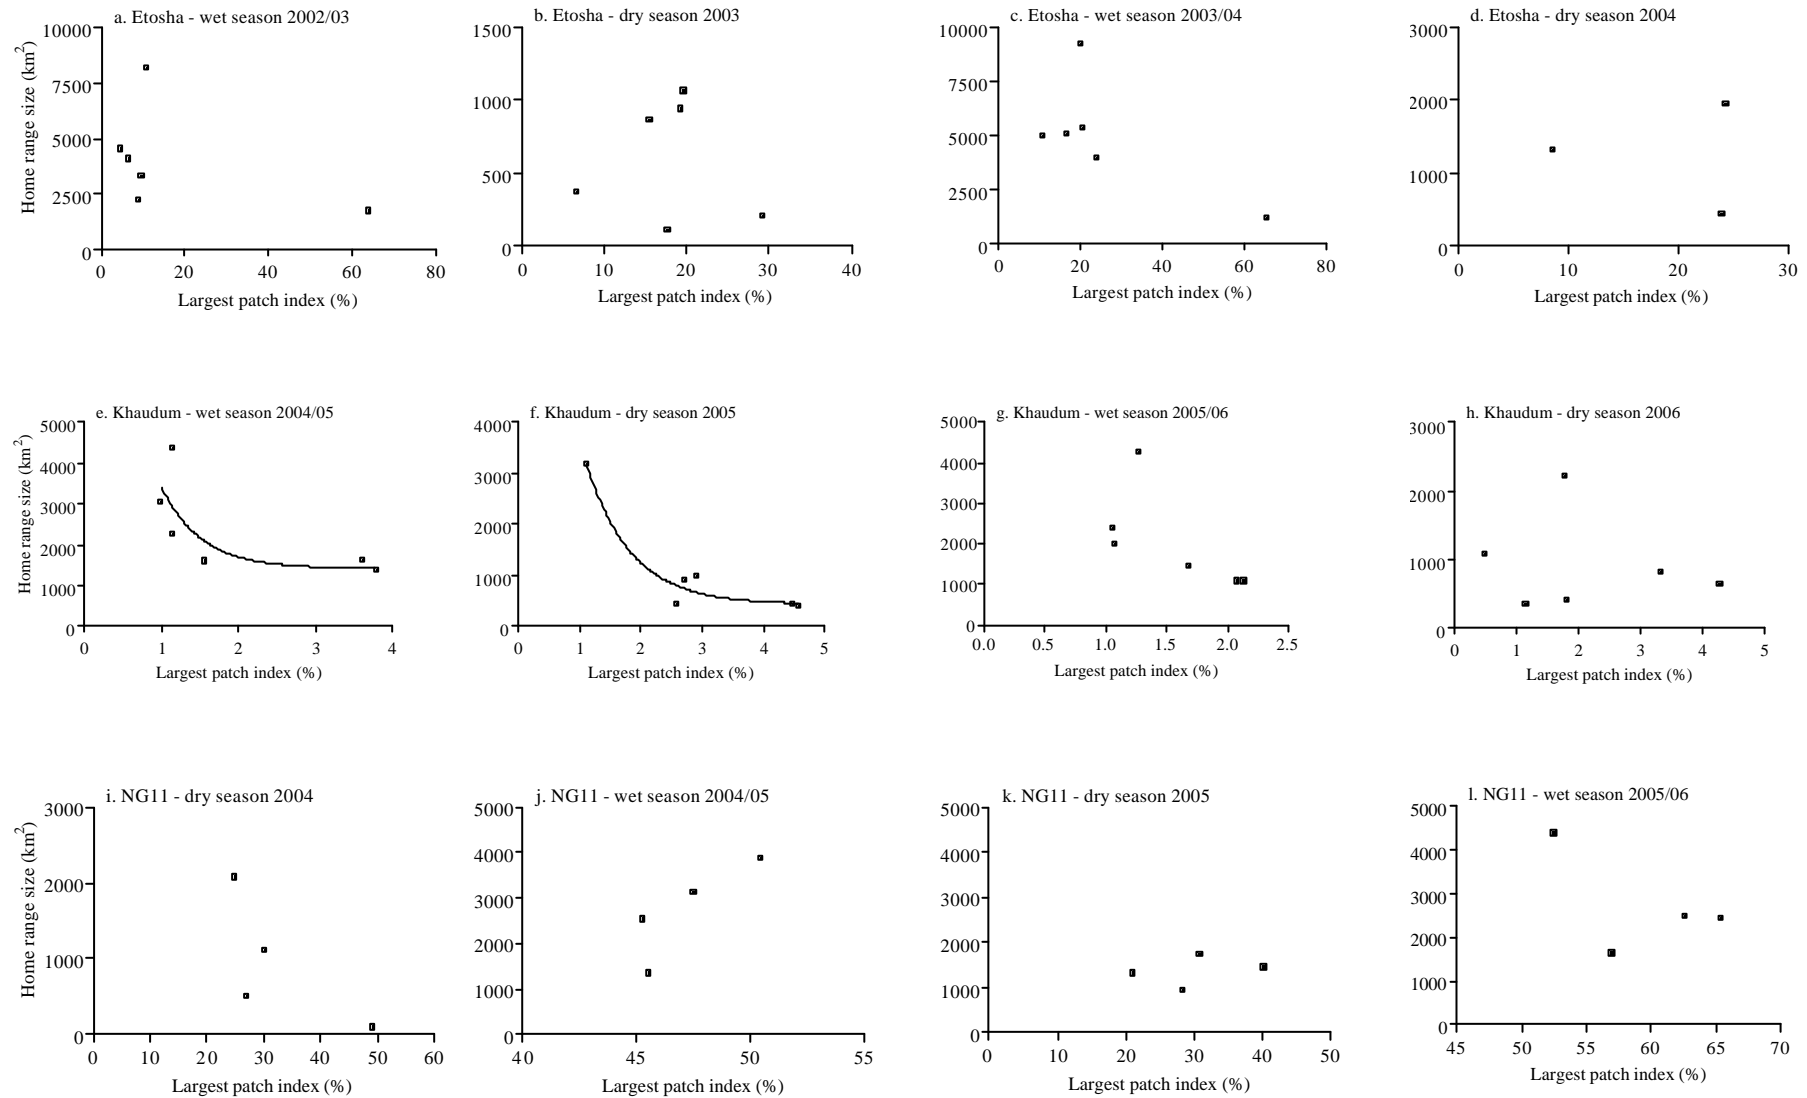 a. Etosha - wet season 2002/03
Home range size (km2)
10000
7500
5000
2500
0
0 20 40 60 80
Largest patch index (%)
b. Etosha - dry season 2003
1500
1000
500
0
0 10 20 30 40
Largest patch index (%)
c. Etosha - wet season 2003/04
10000
7500
5000
2500
0
0 20 40 60 80
Largest patch index (%)
d. Etosha - dry season 2004
3000
2000
1000
0
0 10 20 30
Largest patch index (%)
e. Khaudum - wet season 2004/05
Home range size (km2)
5000
4000
3000
2000
1000
0
0 1 2 3 4
Largest patch index (%)
f. Khaudum - dry season 2005
4000
3000
2000
1000
0
0 1 2 3 4 5
Largest patch index (%)
g. Khaudum - wet season 2005/06
5000
4000
3000
2000
1000
0
0.0 0.5 1.0 1.5 2.0 2.5
Largest patch index (%)
h. Khaudum - dry season 2006
3000
2000
1000
0
0 1 2 3 4 5
Largest patch index (%)
i. NG11 - dry season 2004
Home range size (km2)
3000
2000
1000
0
0 10 20 30 40 50 60
Largest patch index (%)
j. NG11 - wet season 2004/05
5000
4000
3000
2000
1000
0
40 45 50 55
Largest patch index (%)
k. NG11 - dry season 2005
5000
4000
3000
2000
1000
0
0 10 20 30 40 50
Largest patch index (%)
l. NG11 - wet season 2005/06
5000
4000
3000
2000
1000
0
45 50 55 60 65 70
Largest patch index (%)